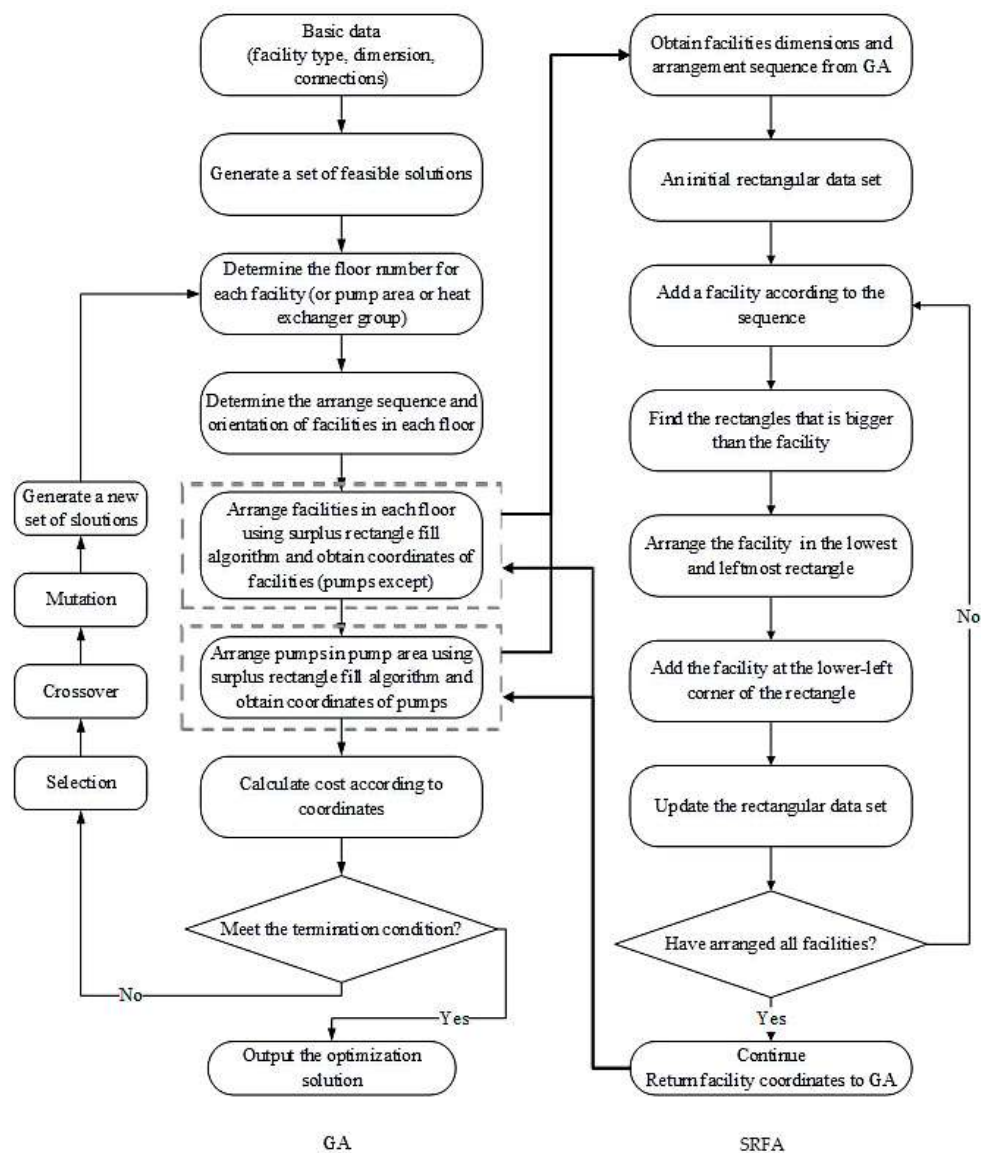 Basic data
(facility type, dimension,
connections)
Generate a set of feasible solutions
Determine the floor number for
each facility (or pump area or heat
exchanger group)
Determine the arrange sequence and
orientation of facilities in each floor
Arrange facilities in each floor
using surplus rectangle fill
algorithm and obtain coordinates of
facilities (pumps except)
Arrange pumps in pump area using
surplus rectangle fill algorithm and
obtain coordinates of pumps
Calculate cost according to
coordinates
Meet the termination condition?
No
Yes
Output the optimization
solution
Generate a new
set of sloutions
Mutation
Crossover
Selection
GA
Obtain facilities dimensions and
arrangement sequence from GA
An initial rectangular data set
Add a facility according to the
sequence
Find the rectangles that is bigger
than the facility
Arrange the facility in the lowest
and leftmost rectangle
Add the facility at the lower-left
corner of the rectangle
Update the rectangular data set
Have arranged all facilities?
No
Yes
Continue
Return facility coordinates to GA
SRFA